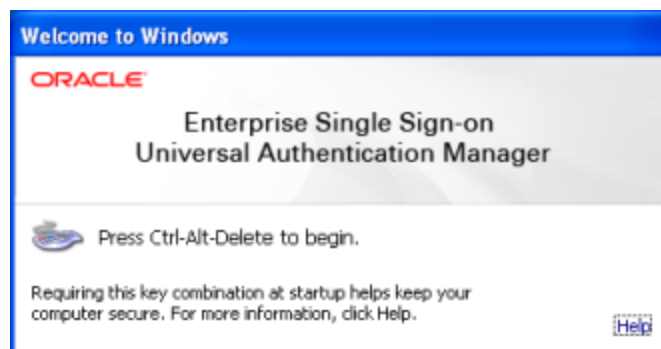 Welcome to Windows
ORACLE
Enterprise Single Sign-on
Universal Authentication Manager
Press Ctrl-Alt-Delete to begin.
Requiring this key combination at startup helps keep your
computer secure. For more information, click Help.
Help